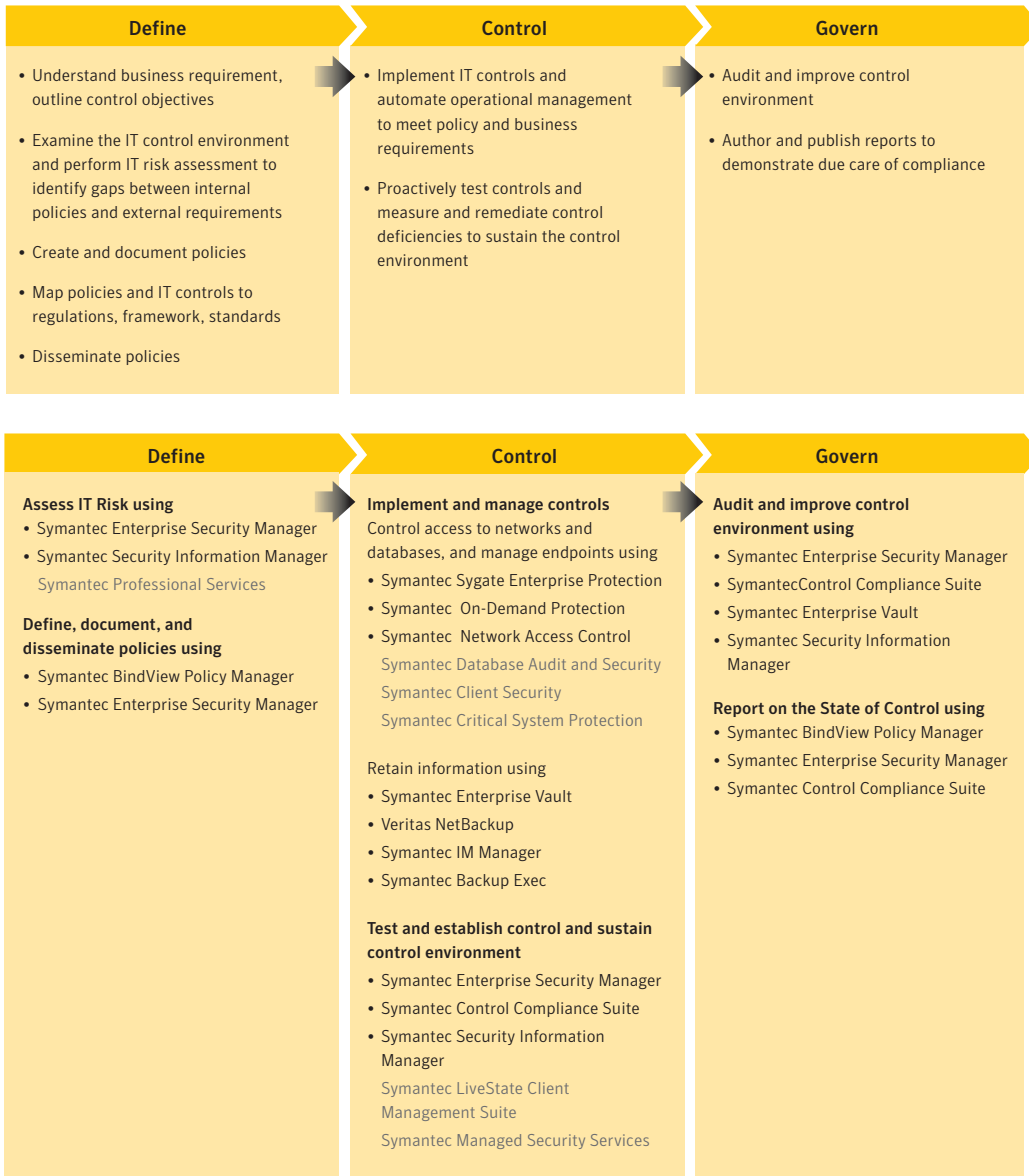 Define
• Understand business requirement,
outline control objectives
• Examine the IT control environment
and perform IT risk assessment to
identify gaps between internal
policies and external requirements
• Create and document policies
• Map policies and IT controls to
regulations, framework, standards
• Disseminate policies
Control
• Implement IT controls and
automate operational management
to meet policy and business
requirements
• Proactively test controls and
measure and remediate control
deficiencies to sustain the control
environment
Govern
• Audit and improve control
environment
• Author and publish reports to
demonstrate due care of compliance
Define
Assess IT Risk using
• Symantec Enterprise Security Manager
• Symantec Security Information Manager
Symantec Professional Services
Define, document, and
disseminate policies using
• Symantec BindView Policy Manager
• Symantec Enterprise Security Manager
Control
Implement and manage controls
Control access to networks and
databases, and manage endpoints using
• Symantec Sygate Enterprise Protection
• Symantec On-Demand Protection
• Symantec Network Access Control
Symantec Database Audit and Security
Symantec Client Security
Symantec Critical System Protection
Retain information using
• Symantec Enterprise Vault
• Veritas NetBackup
• Symantec IM Manager
• Symantec Backup Exec
Test and establish control and sustain
control environment
• Symantec Enterprise Security Manager
• Symantec Control Compliance Suite
• Symantec Security Information
Manager
Symantec LiveState Client
Management Suite
Symantec Managed Security Services
Govern
Audit and improve control
environment using
• Symantec Enterprise Security Manager
• SymantecControl Compliance Suite
• Symantec Enterprise Vault
• Symantec Security Information
Manager
Report on the State of Control using
• Symantec BindView Policy Manager
• Symantec Enterprise Security Manager
• Symantec Control Compliance Suite